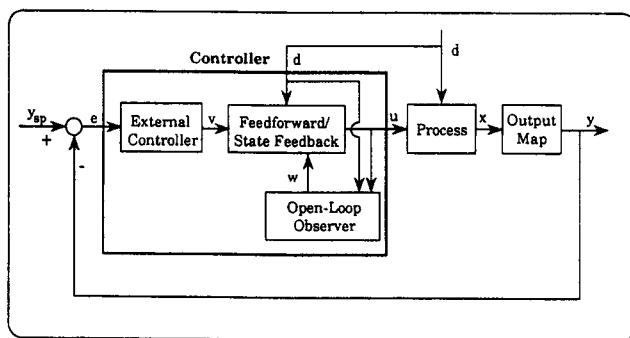 Controller
d
d
y_sp
+
-
e
External
Controller
v
Feedforward/
State Feedback
u
Process
x
Output
Map
y
w
Open-Loop
Observer